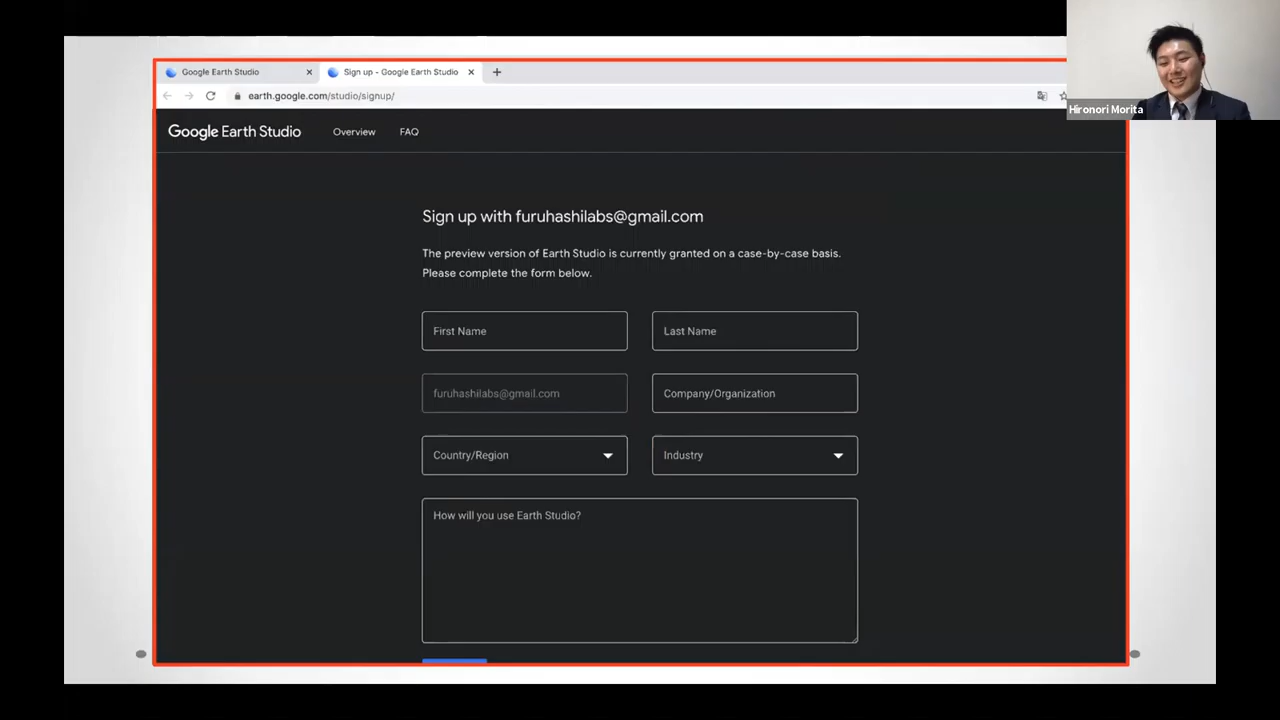 Google Earth Studio
Sign up - Google Earth Studio
earth.google.com/studio/signup/
Hironori Morita
Google Earth Studio Overview FAQ
Sign up with furuhashilabs@gmail.com
The preview version of Earth Studio is currently granted on a case-by-case basis.
Please complete the form below.
First Name
Last Name
furuhashilabs@gmail.com
Company/Organization
Country/Region
Industry
How will you use Earth Studio?